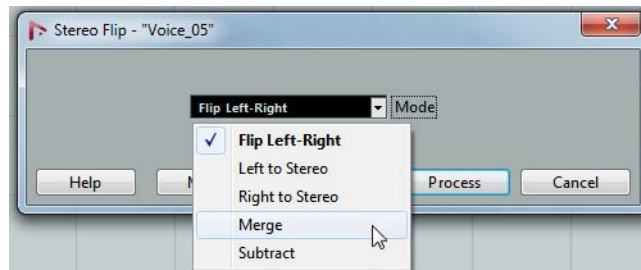 Stereo Flip - "Voice_05"
Flip Left-Right Mode
Flip Left-Right
Left to Stereo
Help Right to Stereo Process Cancel
Merge
Subtract